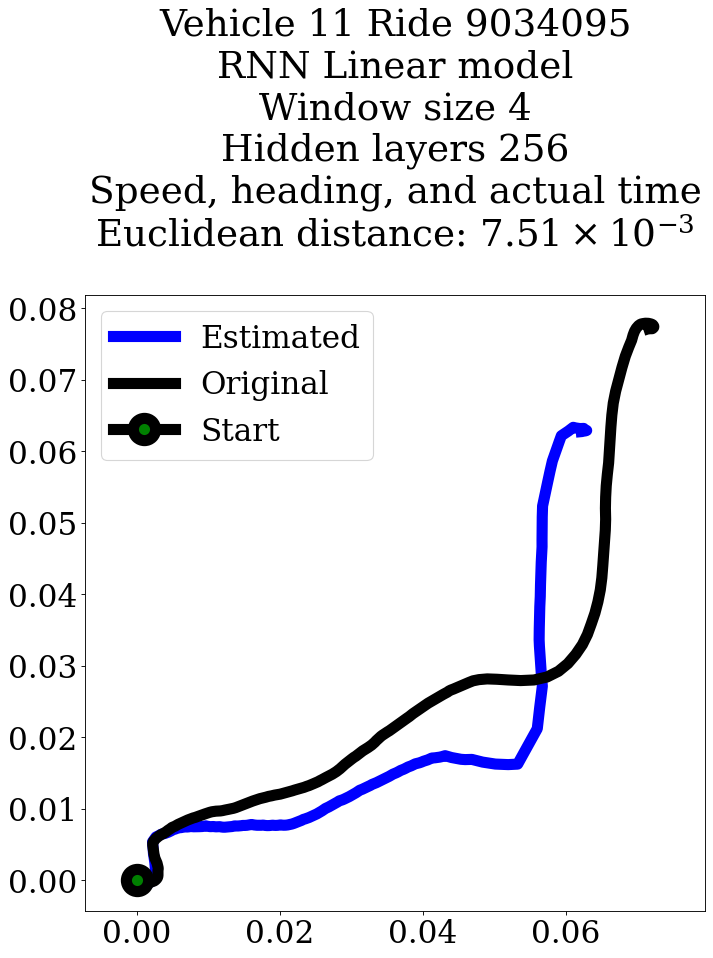 Vehicle 11 Ride 9034095
RNN Linear model
Window size 4
Hidden layers 256
Speed, heading, and actual time
Euclidean distance: 7.51 × 10⁻³
0.08
0.07
0.06
0.05
0.04
0.03
0.02
0.01
0.00
Estimated
Original
Start
0.00 0.02 0.04 0.06